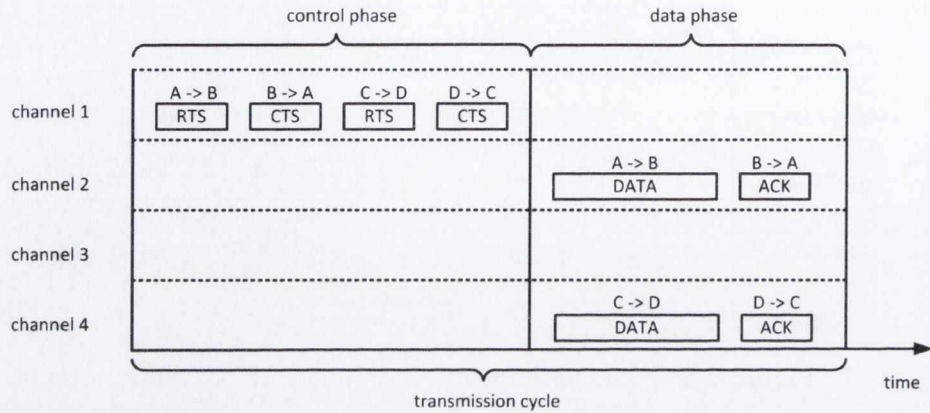 control phase data phase
A -> B B -> A C -> D D -> C
channel 1 RTS CTS RTS CTS
A -> B B -> A
channel 2 DATA ACK
channel 3
C -> D D -> C
channel 4 DATA ACK
time
transmission cycle